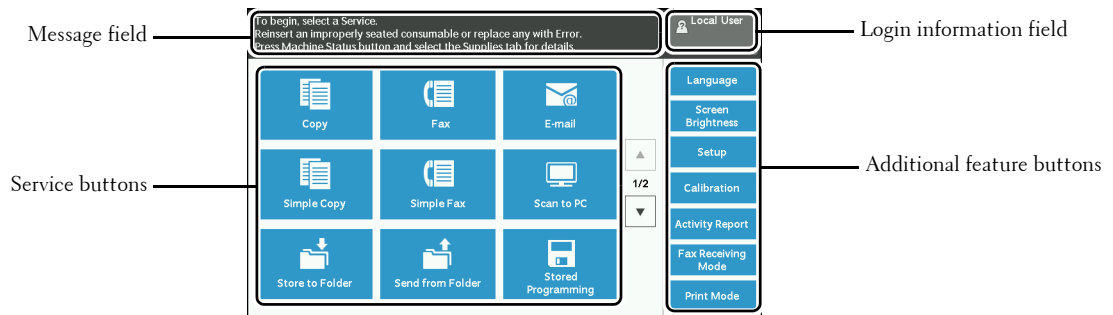 Message field
To begin, select a Service.
Reinsert an improperly seated consumable or replace any with Error.
Press Machine Status button and select the Supplies tab for details.
Local User
Login information field
Copy
Fax
E-mail
Simple Copy
Simple Fax
Scan to PC
Store to Folder
Send from Folder
Stored
Programming
Service buttons
1/2
Language
Screen
Brightness
Setup
Calibration
Activity Report
Fax Receiving
Mode
Print Mode
Additional feature buttons